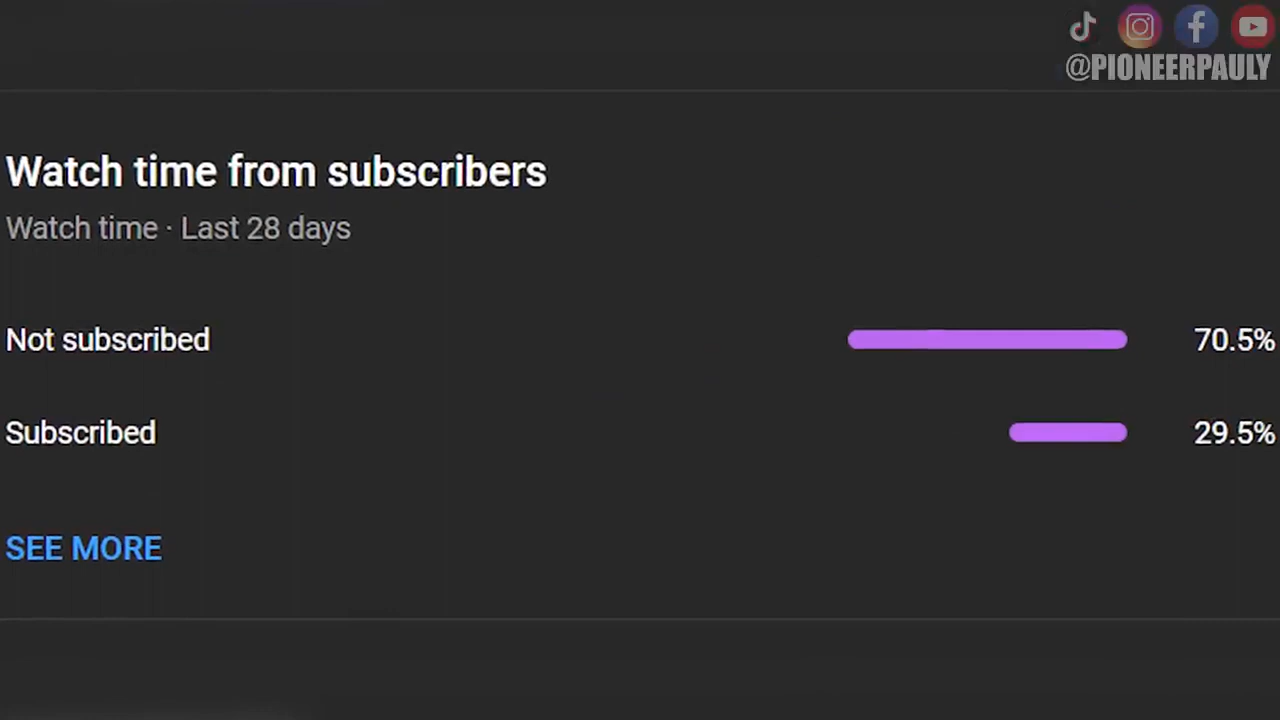 @PIONEERPAULY
Watch time from subscribers
Watch time · Last 28 days
Not subscribed 70.5%
Subscribed 29.5%
SEE MORE